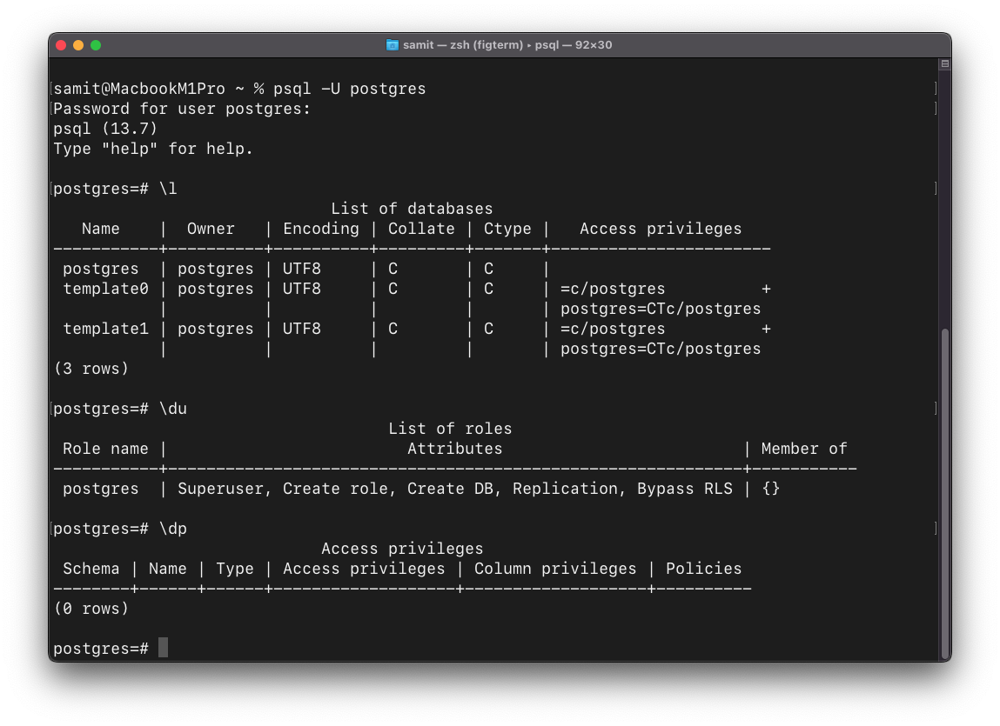 samit — zsh (figterm) ▸ psql — 92×30
samit@MacbookM1Pro ~ % psql -U postgres
Password for user postgres:
psql (13.7)
Type "help" for help.
postgres=# \l
                             List of databases
   Name    |  Owner   | Encoding | Collate | Ctype |   Access privileges
-----------+----------+----------+---------+-------+-----------------------
 postgres  | postgres | UTF8     | C       | C     |
 template0 | postgres | UTF8     | C       | C     | =c/postgres          +
           |          |          |         |       | postgres=CTc/postgres
 template1 | postgres | UTF8     | C       | C     | =c/postgres          +
           |          |          |         |       | postgres=CTc/postgres
(3 rows)
postgres=# \du
                                   List of roles
 Role name |                         Attributes                         | Member of
-----------+------------------------------------------------------------+-----------
 postgres  | Superuser, Create role, Create DB, Replication, Bypass RLS | {}
postgres=# \dp
                            Access privileges
 Schema | Name | Type | Access privileges | Column privileges | Policies
--------+------+------+-------------------+-------------------+----------
(0 rows)
postgres=#